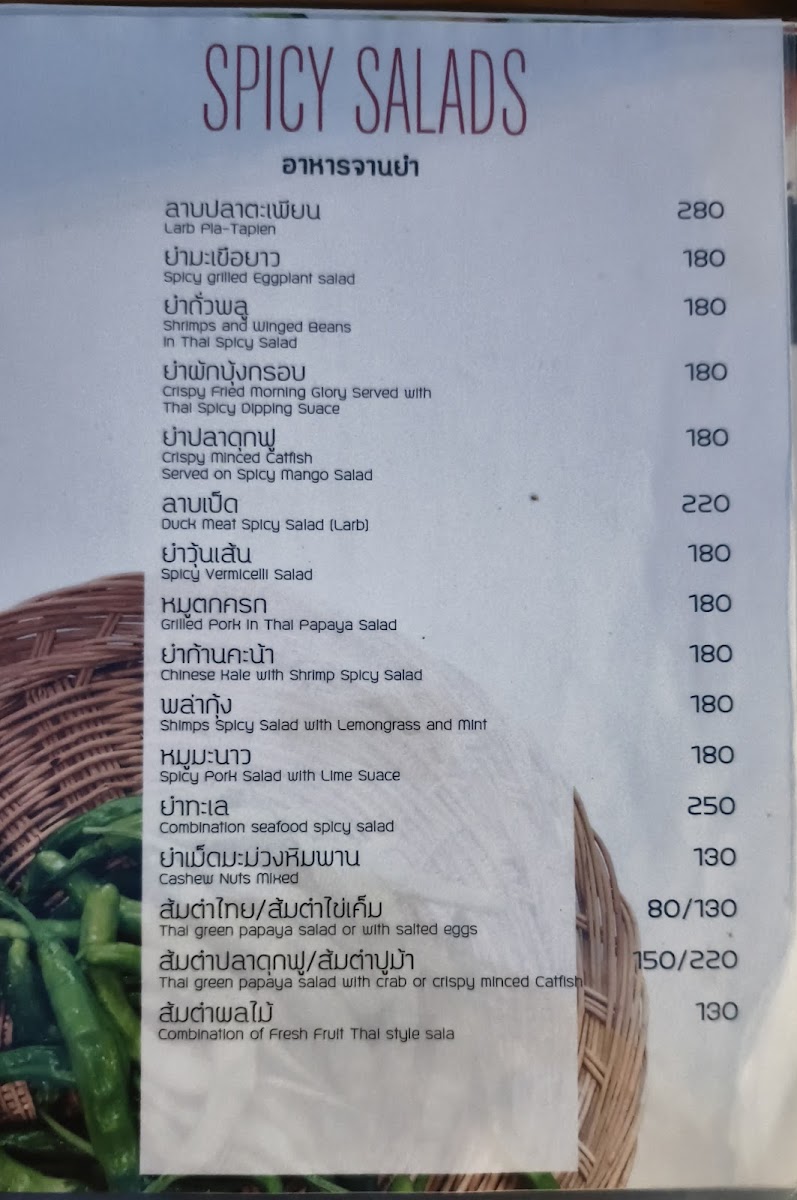 SPICY SALADS
อาหารจานยำ
ลาบปลาตะเพียน 280
Larb Pla-Tapien
ยำมะเขือยาว 180
Spicy grilled Eggplant salad
ยำถั่วพลู 180
Shrimps and Winged Beans
in Thai Spicy Salad
ยำผักบุ้งกรอบ 180
Crispy Fried Morning Glory Served with
Thai Spicy Dipping Suace
ยำปลาดุกฟู 180
Crispy Minced Catfish
Served on Spicy Mango Salad
ลาบเป็ด 220
Duck Meat Spicy Salad (Larb)
ยำวุ้นเส้น 180
Spicy Vermicelli Salad
หมูตกครก 180
Grilled Pork in Thai Papaya Salad
ยำก้านคะน้า 180
Chinese Kale with Shrimp Spicy Salad
พล่ากุ้ง 180
Shimps Spicy Salad with Lemongrass and Mint
หมูมะนาว 180
Spicy Pork Salad with Lime Suace
ยำทะเล 250
Combination seafood spicy salad
ยำเม็ดมะม่วงหิมพาน 130
Cashew Nuts Mixed
ส้มตำไทย/ส้มตำไข่เค็ม 80/130
Thai green papaya salad or with salted eggs
ส้มตำปลาดุกฟู/ส้มตำปูม้า 150/220
Thai green papaya salad with crab or crispy minced Catfish
ส้มตำผลไม้ 130
Combination of Fresh Fruit Thai style sala